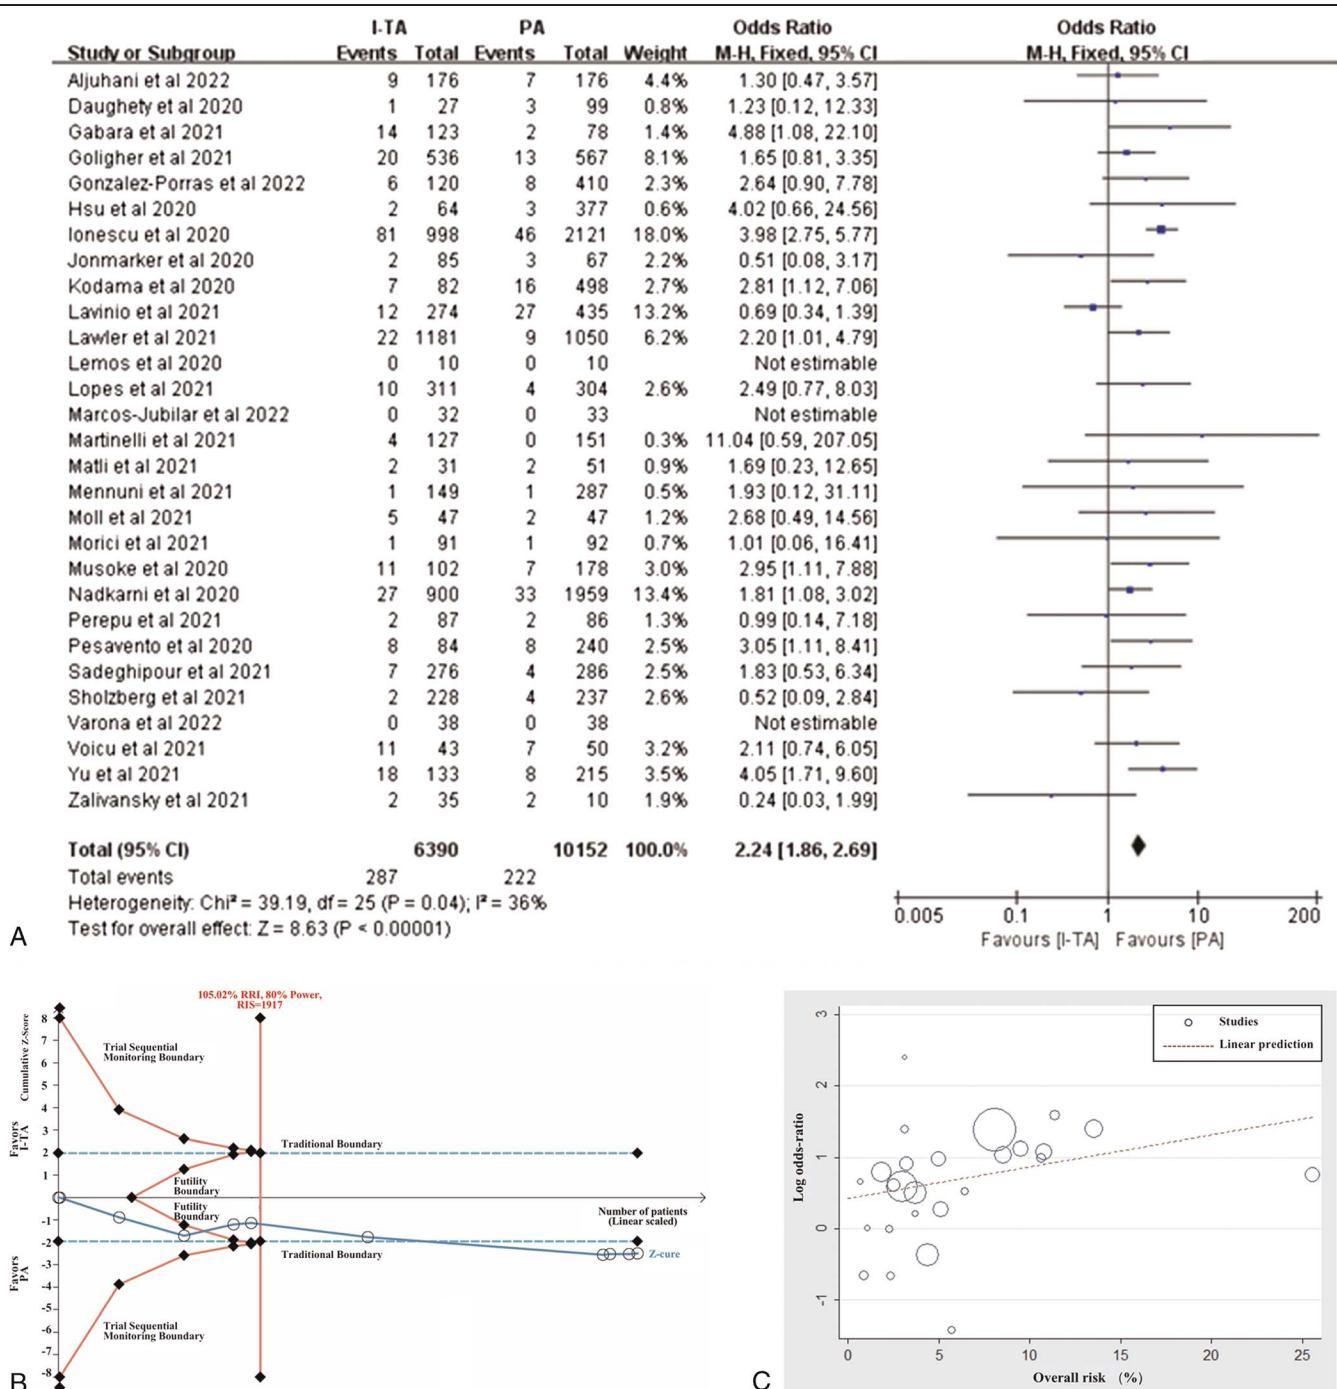 I-TA PA Odds Ratio Odds Ratio
Study or Subgroup Events Total Events Total Weight M-H, Fixed, 95% CI M-H, Fixed, 95% CI
Aljuhani et al 2022 9 176 7 176 4.4% 1.30 [0.47, 3.57]
Daughety et al 2020 1 27 3 99 0.8% 1.23 [0.12, 12.33]
Gabara et al 2021 14 123 2 78 1.4% 4.88 [1.08, 22.10]
Goligher et al 2021 20 536 13 567 8.1% 1.65 [0.81, 3.35]
Gonzalez-Porras et al 2022 6 120 8 410 2.3% 2.64 [0.90, 7.78]
Hsu et al 2020 2 64 3 377 0.6% 4.02 [0.66, 24.56]
Ionescu et al 2020 81 998 46 2121 18.0% 3.98 [2.75, 5.77]
Jonmarker et al 2020 2 85 3 67 2.2% 0.51 [0.08, 3.17]
Kodama et al 2020 7 82 16 498 2.7% 2.81 [1.12, 7.06]
Lavinio et al 2021 12 274 27 435 13.2% 0.69 [0.34, 1.39]
Lawler et al 2021 22 1181 9 1050 6.2% 2.20 [1.01, 4.79]
Lemos et al 2020 0 10 0 10 Not estimable
Lopes et al 2021 10 311 4 304 2.6% 2.49 [0.77, 8.03]
Marcos-Jubilar et al 2022 0 32 0 33 Not estimable
Martinelli et al 2021 4 127 0 151 0.3% 11.04 [0.59, 207.05]
Matli et al 2021 2 31 2 51 0.9% 1.69 [0.23, 12.65]
Mennuni et al 2021 1 149 1 287 0.5% 1.93 [0.12, 31.11]
Moll et al 2021 5 47 2 47 1.2% 2.68 [0.49, 14.56]
Morici et al 2021 1 91 1 92 0.7% 1.01 [0.06, 16.41]
Musoke et al 2020 11 102 7 178 3.0% 2.95 [1.11, 7.88]
Nadkarni et al 2020 27 900 33 1959 13.4% 1.81 [1.08, 3.02]
Perepu et al 2021 2 87 2 86 1.3% 0.99 [0.14, 7.18]
Pesavento et al 2020 8 84 8 240 2.5% 3.05 [1.11, 8.41]
Sadeghipour et al 2021 7 276 4 286 2.5% 1.83 [0.53, 6.34]
Sholzberg et al 2021 2 228 4 237 2.6% 0.52 [0.09, 2.84]
Varona et al 2022 0 38 0 38 Not estimable
Voicu et al 2021 11 43 7 50 3.2% 2.11 [0.74, 6.05]
Yu et al 2021 18 133 8 215 3.5% 4.05 [1.71, 9.60]
Zalivansky et al 2021 2 35 2 10 1.9% 0.24 [0.03, 1.99]
Total (95% CI) 6390 10152 100.0% 2.24 [1.86, 2.69]
Total events 287 222
Heterogeneity: Chi² = 39.19, df = 25 (P = 0.04); I² = 36%
Test for overall effect: Z = 8.63 (P < 0.00001)
0.005 0.1 1 10 200
Favours [I-TA] Favours [PA]
A
105.02% RRI, 80% Power,
RIS=1917
Cumulative Z-Score
Favors
I-TA
Favors
PA
8
7
6
5
4
3
2
1
-1
-2
-3
-4
-5
-6
-7
-8
Trial Sequential
Monitoring Boundary
Traditional Boundary
Futility
Boundary
Futility
Boundary
Number of patients
(Linear scaled)
Traditional Boundary
Z-cure
Trial Sequential
Monitoring Boundary
B
Studies
Linear prediction
Log odds-ratio
3
2
1
0
-1
0 5 10 15 20 25
Overall risk (%)
C